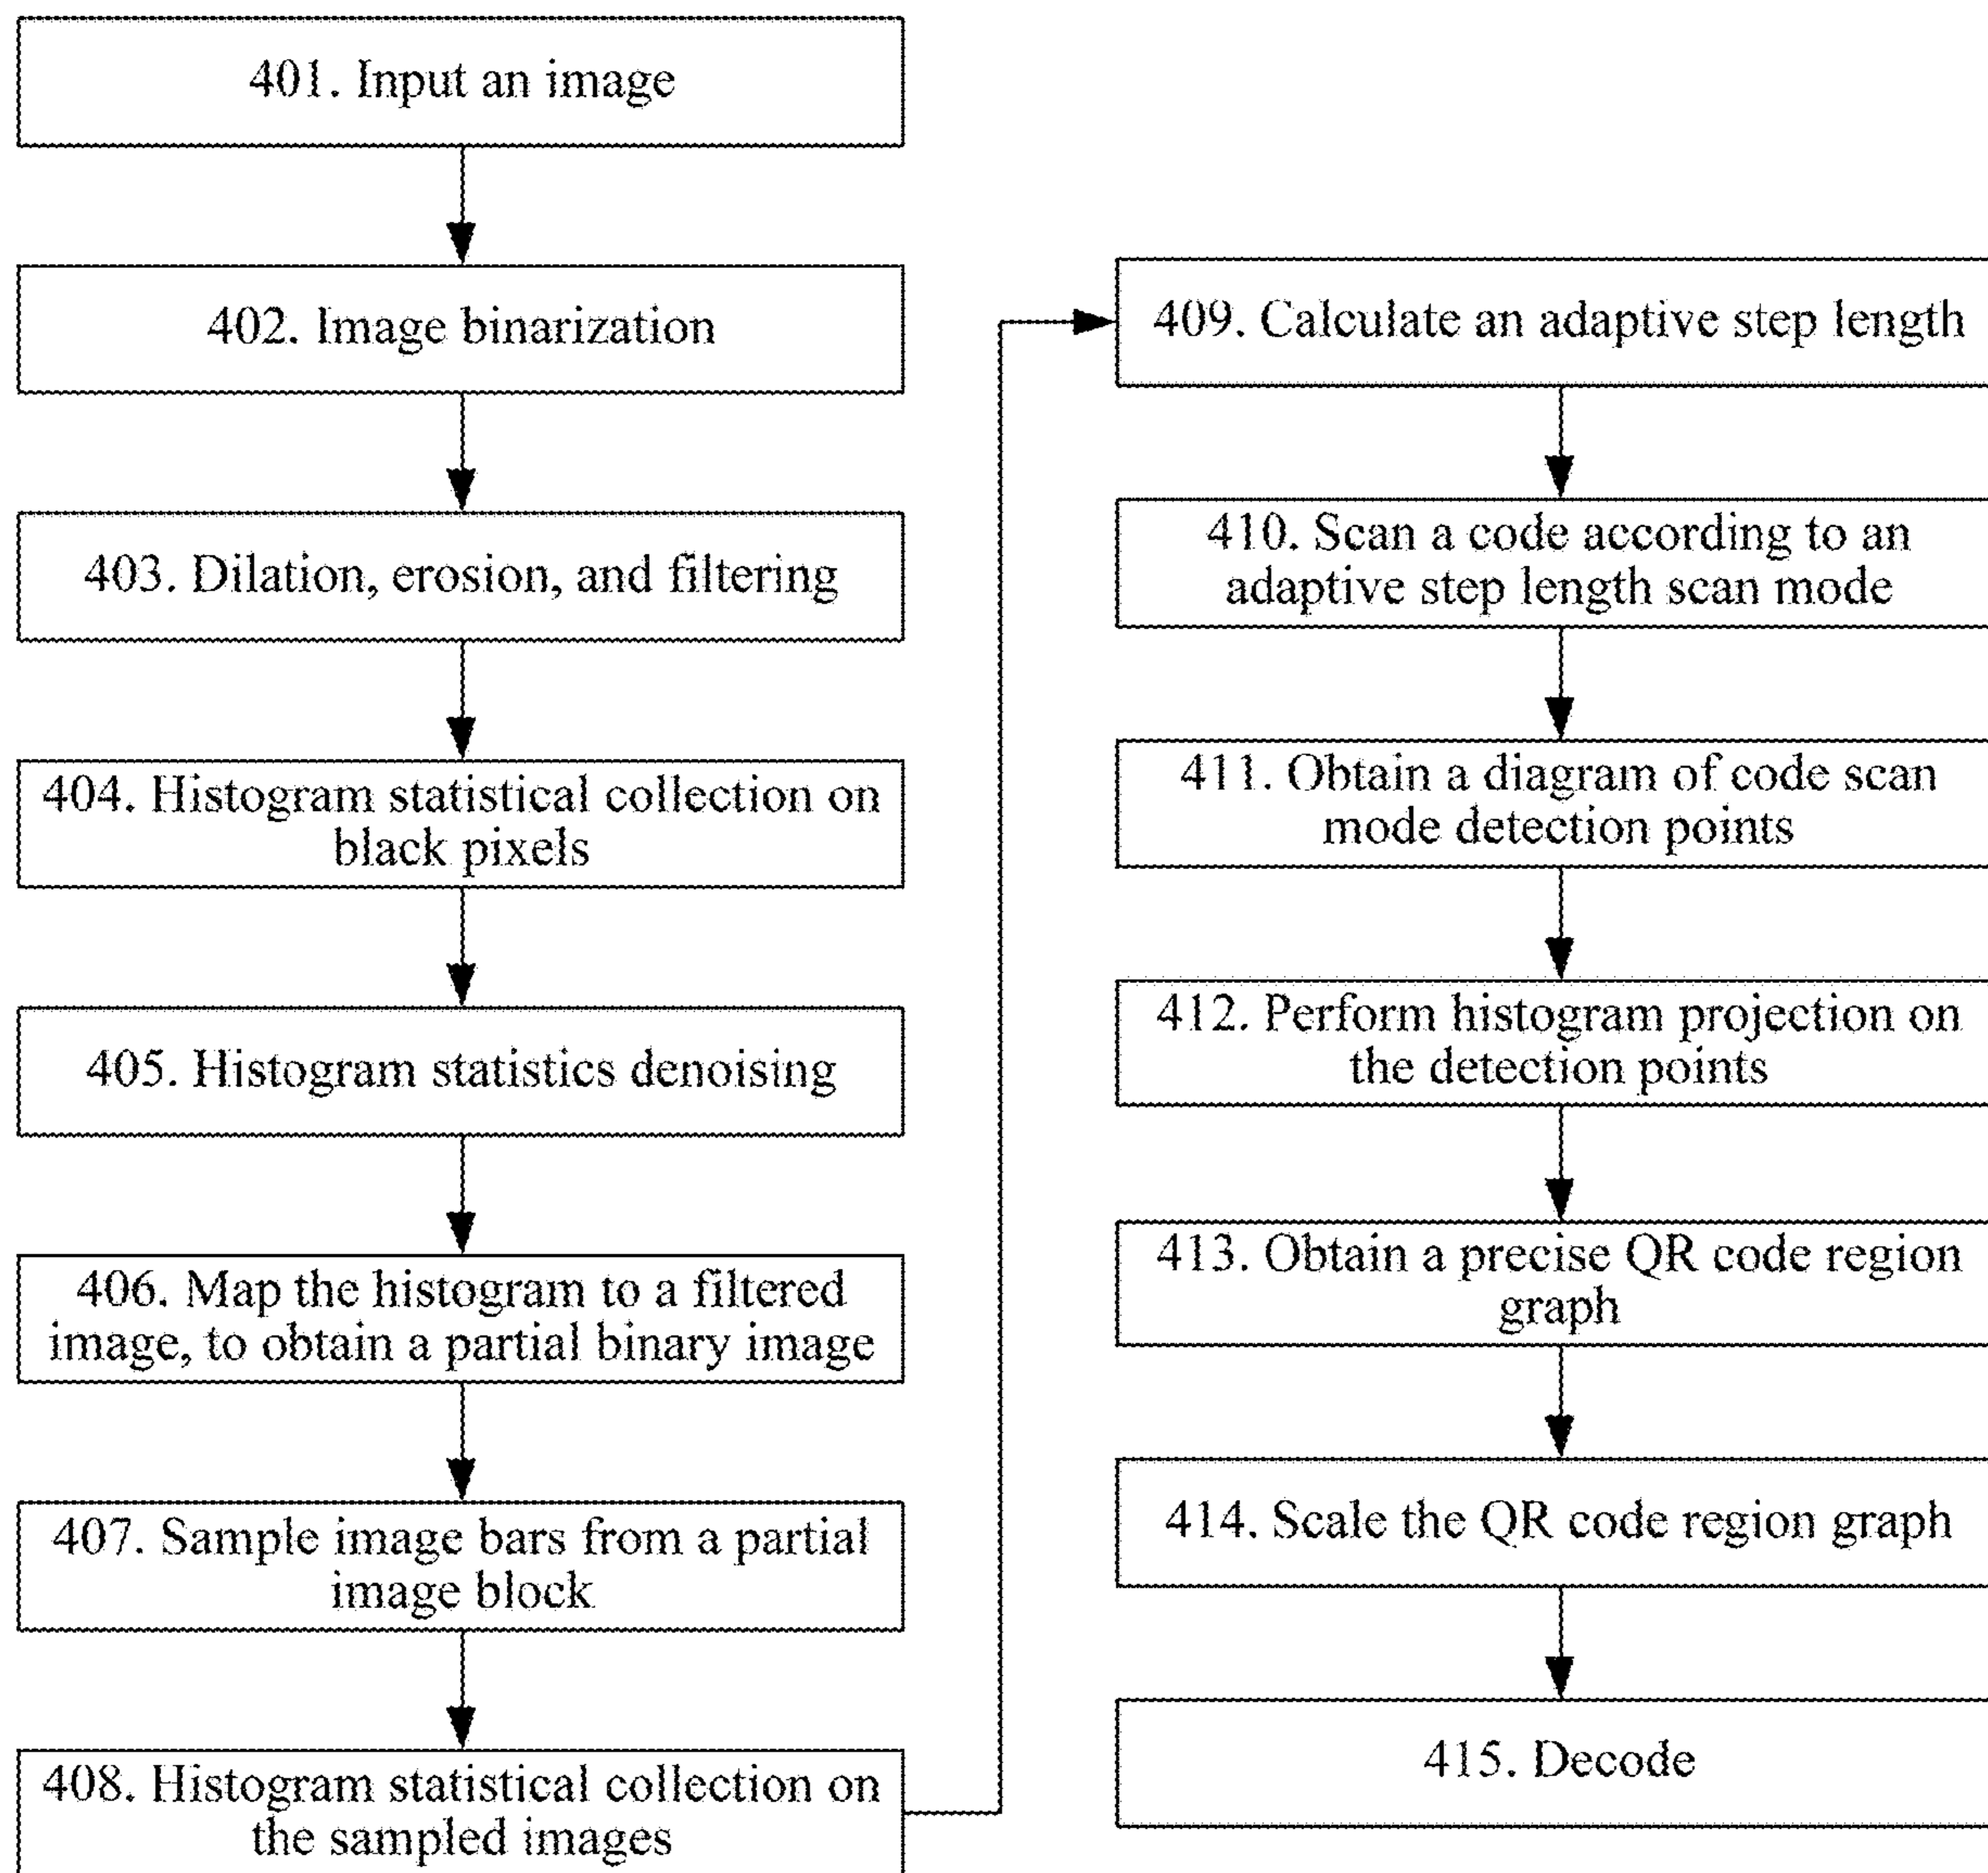 401. Input an image
402. Image binarization
403. Dilation, erosion, and filtering
404. Histogram statistical collection on
black pixels
405. Histogram statistics denoising
406. Map the histogram to a filtered
image, to obtain a partial binary image
407. Sample image bars from a partial
image block
408. Histogram statistical collection on
the sampled images
409. Calculate an adaptive step length
410. Scan a code according to an
adaptive step length scan mode
411. Obtain a diagram of code scan
mode detection points
412. Perform histogram projection on
the detection points
413. Obtain a precise QR code region
graph
414. Scale the QR code region graph
415. Decode